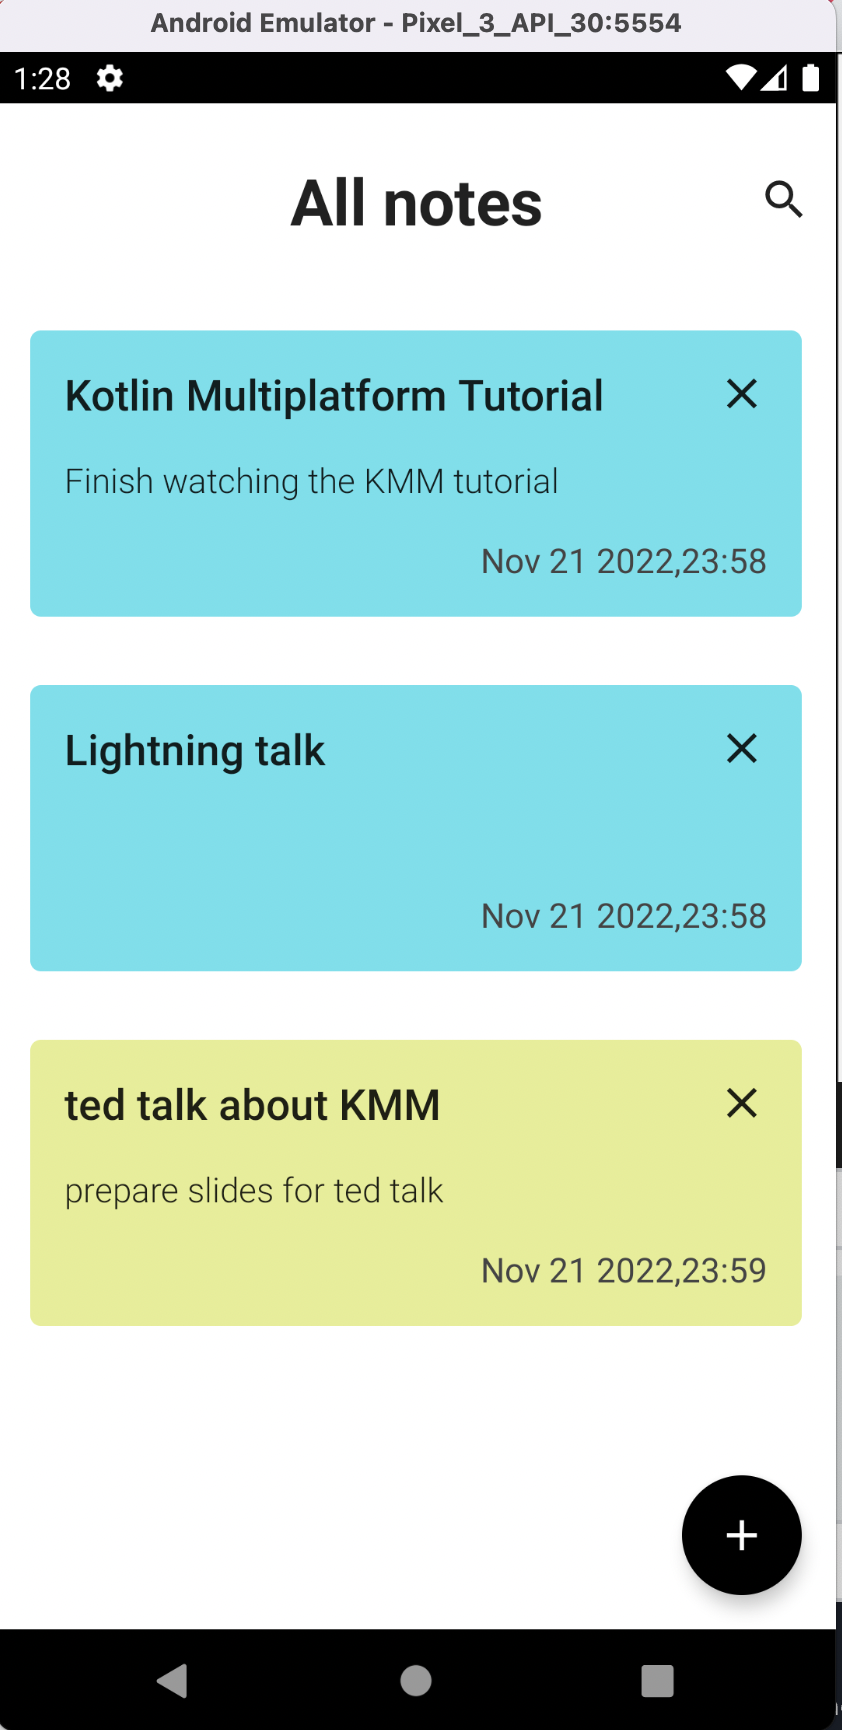 Android Emulator - Pixel_3_API_30:5554
1:28
All notes
Kotlin Multiplatform Tutorial
Finish watching the KMM tutorial
Nov 21 2022,23:58
Lightning talk
Nov 21 2022,23:58
ted talk about KMM
prepare slides for ted talk
Nov 21 2022,23:59